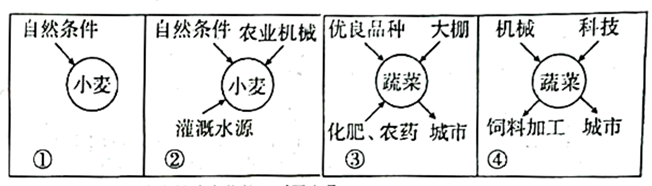 自然条件
小麦
①
自然条件 农业机械
小麦
灌溉水源
②
优良品种 大棚
蔬菜
化肥、农药 城市
③
机械 科技
蔬菜
饲料加工 城市
④